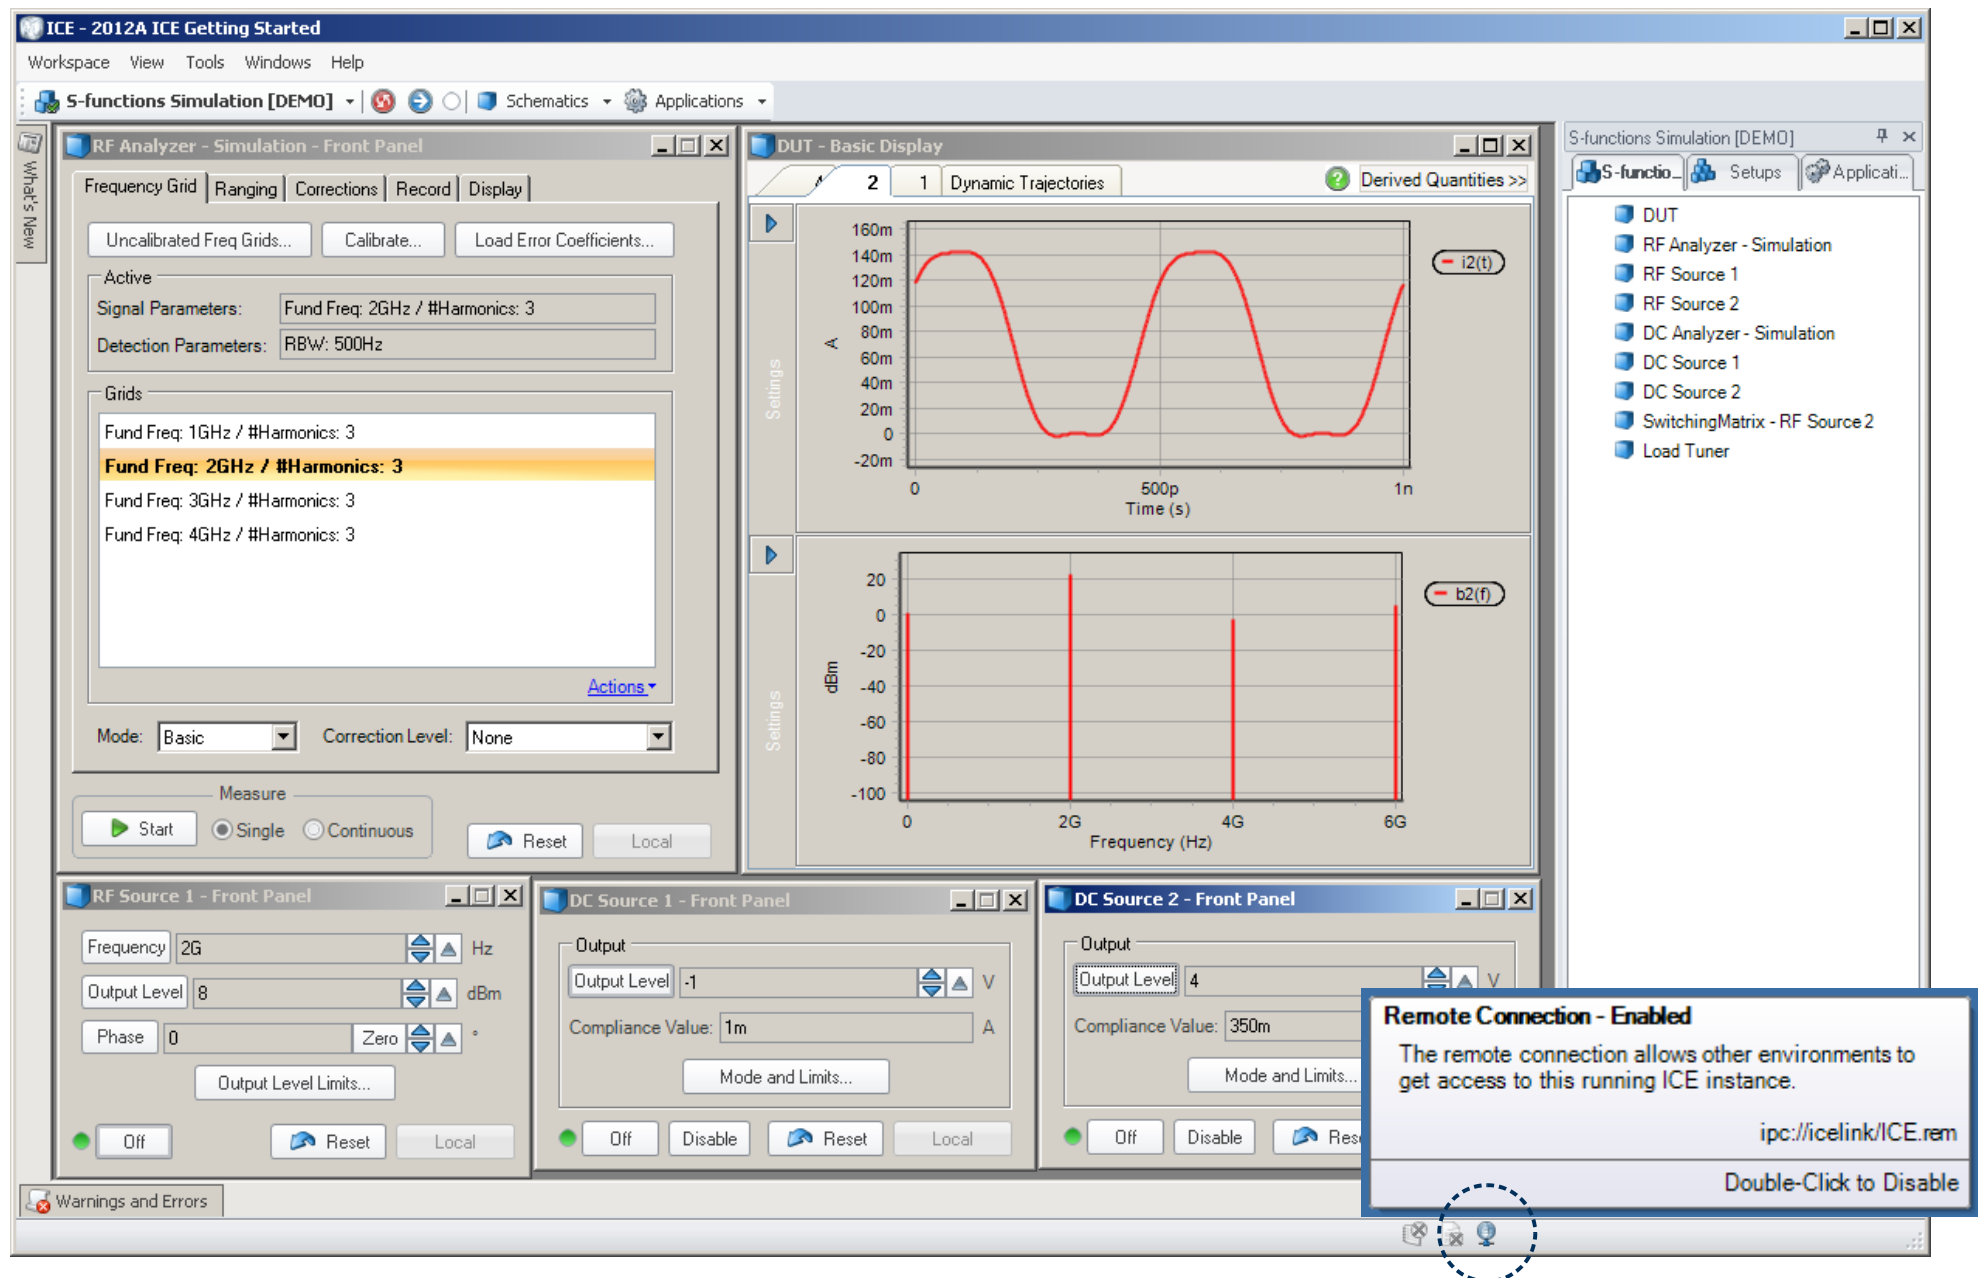 ICE - 2012A ICE Getting Started
Workspace View Tools Windows Help
S-functions Simulation [DEMO] Schematics Applications
What's New
RF Analyzer - Simulation - Front Panel
Frequency Grid Ranging Corrections Record Display
Uncalibrated Freq Grids... Calibrate... Load Error Coefficients...
Active
Signal Parameters: Fund Freq: 2GHz / #Harmonics: 3
Detection Parameters: RBW: 500Hz
Grids
Fund Freq: 1GHz / #Harmonics: 3
Fund Freq: 2GHz / #Harmonics: 3
Fund Freq: 3GHz / #Harmonics: 3
Fund Freq: 4GHz / #Harmonics: 3
Actions
Mode: Basic Correction Level: None
Measure
Start Single Continuous Reset Local
DUT - Basic Display
2 1 Dynamic Trajectories Derived Quantities >>
Settings
160m
140m
120m
100m
80m
60m
40m
20m
0
-20m
A
i2(t)
0 500p 1n
Time (s)
Settings
20
0
-20
-40
-60
-80
-100
dBm
b2(f)
0 2G 4G 6G
Frequency (Hz)
S-functions Simulation [DEMO]
S-functio... Setups Applicati...
DUT
RF Analyzer - Simulation
RF Source 1
RF Source 2
DC Analyzer - Simulation
DC Source 1
DC Source 2
SwitchingMatrix - RF Source 2
Load Tuner
RF Source 1 - Front Panel
Frequency 2G Hz
Output Level 8 dBm
Phase 0 Zero °
Output Level Limits...
Off Reset Local
DC Source 1 - Front Panel
Output
Output Level -1 V
Compliance Value: 1m A
Mode and Limits...
Off Disable Reset Local
DC Source 2 - Front Panel
Output
Output Level 4 V
Compliance Value: 350m
Mode and Limits...
Off Disable Res
Remote Connection - Enabled
The remote connection allows other environments to
get access to this running ICE instance.
ipc://icelink/ICE.rem
Double-Click to Disable
Warnings and Errors